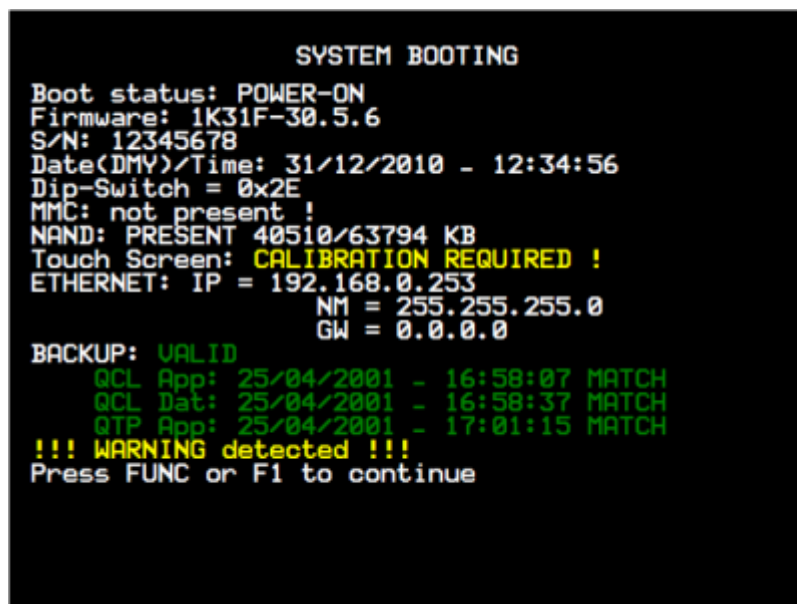 SYSTEM BOOTING
Boot status: POWER-ON
Firmware: 1K31F-30.5.6
S/N: 12345678
Date(DMY)/Time: 31/12/2010 - 12:34:56
Dip-Switch = 0x2E
MMC: not present !
NAND: PRESENT 40510/63794 KB
Touch Screen: CALIBRATION REQUIRED !
ETHERNET: IP = 192.168.0.253
NM = 255.255.255.0
GW = 0.0.0.0
BACKUP: VALID
QCL App: 25/04/2001 - 16:58:07 MATCH
QCL Dat: 25/04/2001 - 16:58:37 MATCH
QTP App: 25/04/2001 - 17:01:15 MATCH
!!! WARNING detected !!!
Press FUNC or F1 to continue